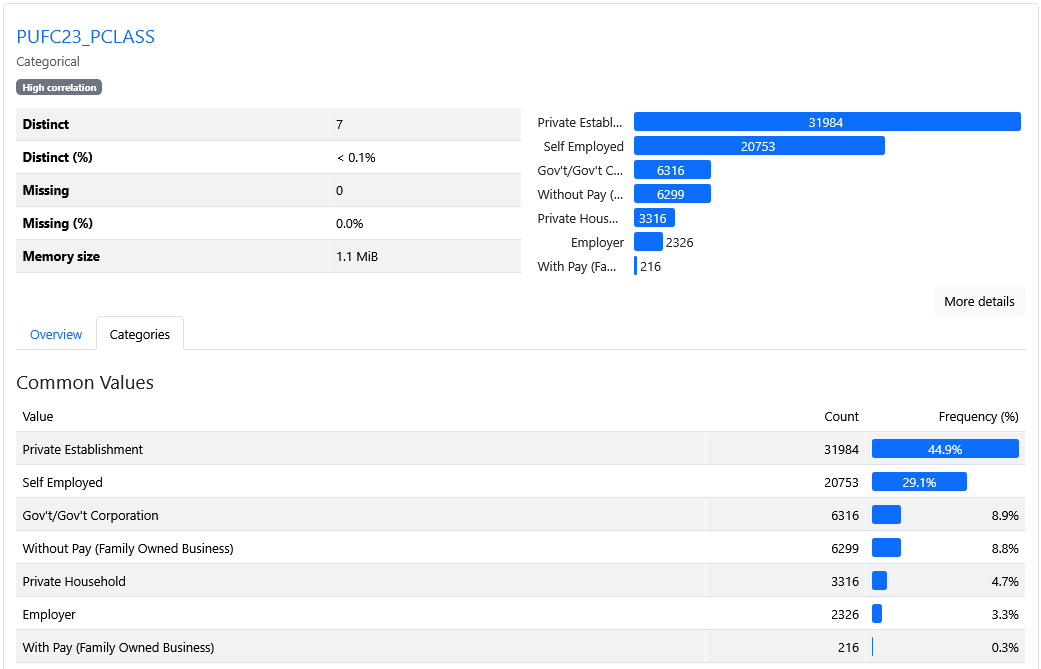 PUFC23_PCLASS
Categorical
High correlation
Distinct 7
Distinct (%) < 0.1%
Missing 0
Missing (%) 0.0%
Memory size 1.1 MiB
Private Establ... 31984
Self Employed 20753
Gov't/Gov't C... 6316
Without Pay (... 6299
Private Hous... 3316
Employer 2326
With Pay (Fa... 216
More details
Overview Categories
Common Values
Value Count Frequency (%)
Private Establishment 31984 44.9%
Self Employed 20753 29.1%
Gov't/Gov't Corporation 6316 8.9%
Without Pay (Family Owned Business) 6299 8.8%
Private Household 3316 4.7%
Employer 2326 3.3%
With Pay (Family Owned Business) 216 0.3%